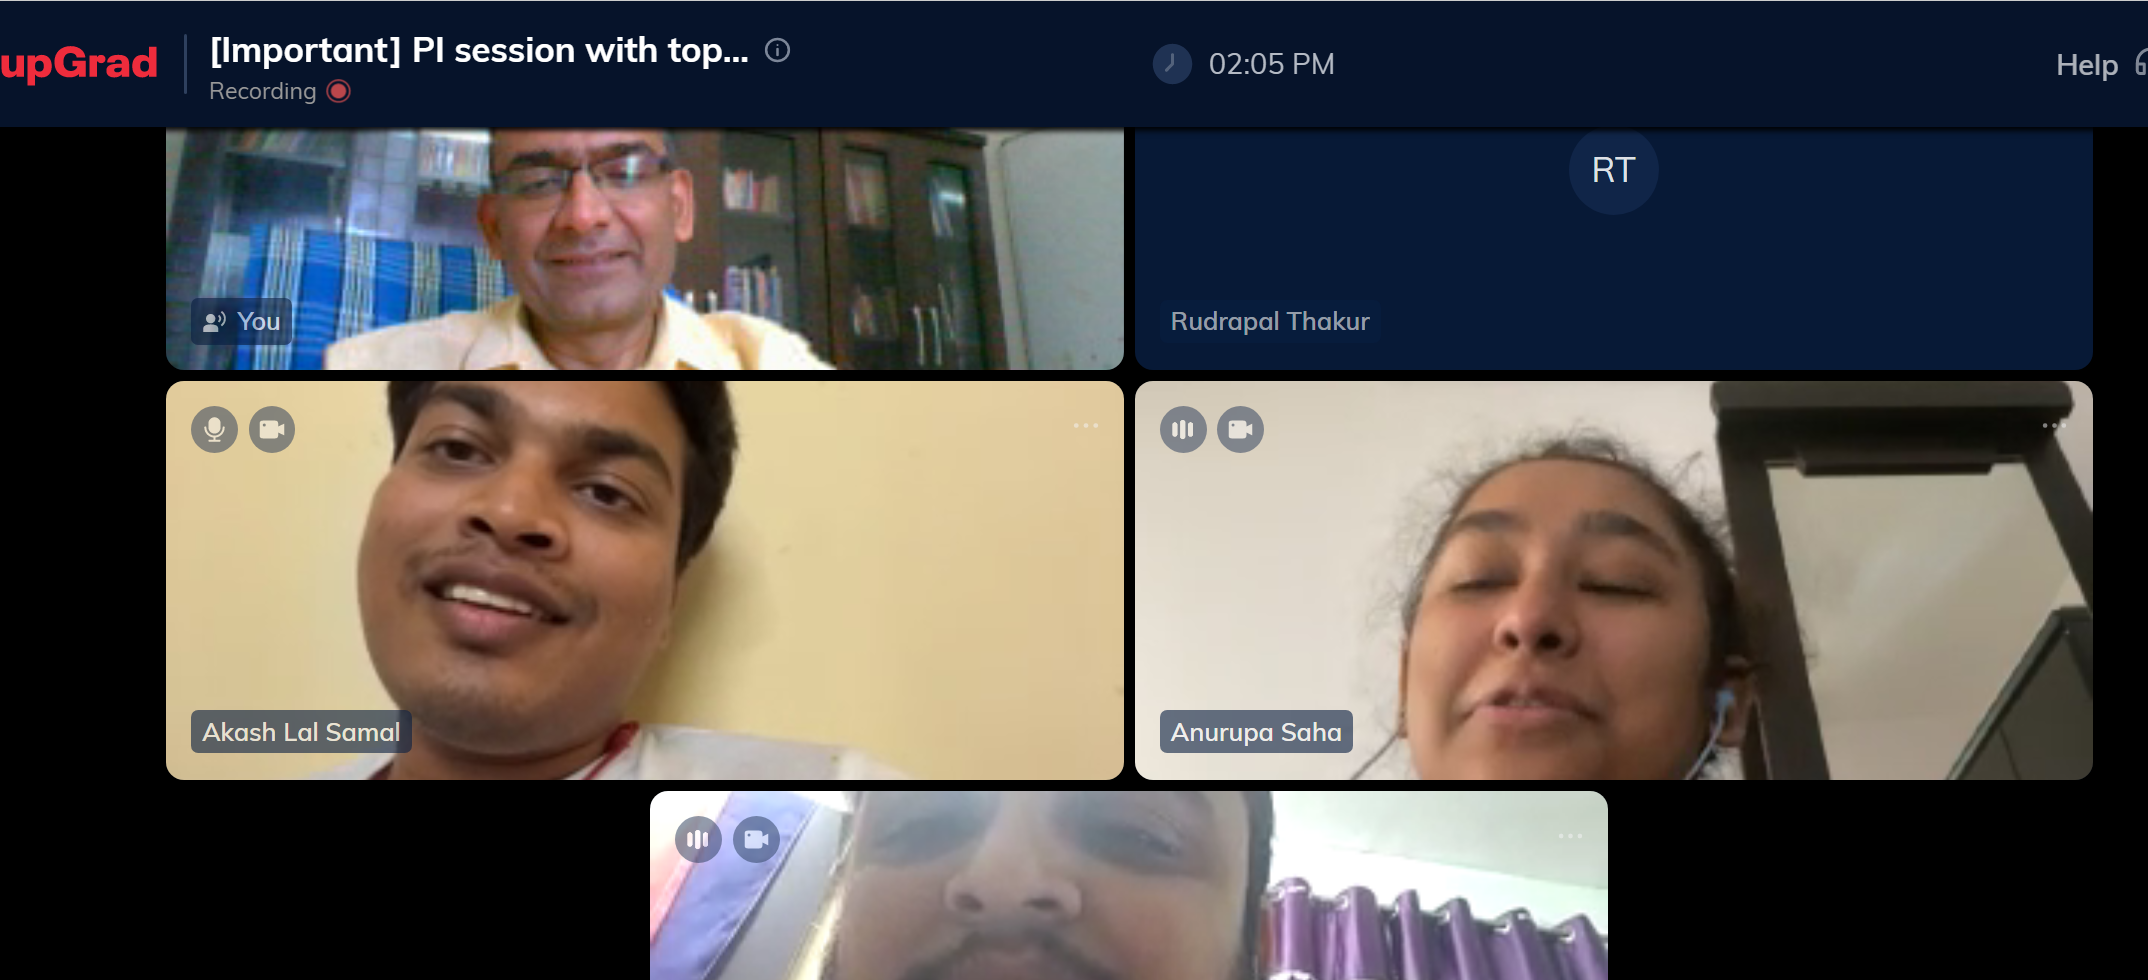 upGrad
[Important] PI session with top...
Recording
02:05 PM
Help
You
RT
Rudrapal Thakur
Akash Lal Samal
Anurupa Saha